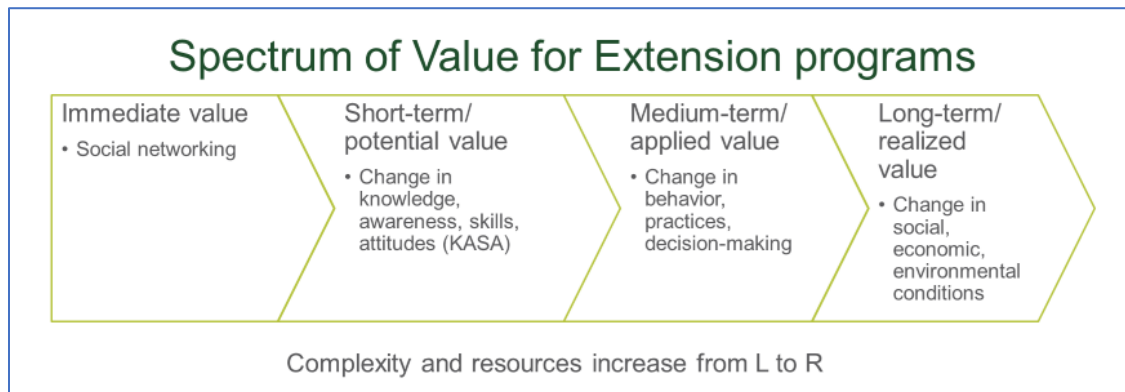 Spectrum of Value for Extension programs
Immediate value
• Social networking
Short-term/
potential value
• Change in
knowledge,
awareness, skills,
attitudes (KASA)
Medium-term/
applied value
• Change in
behavior,
practices,
decision-making
Long-term/
realized
value
• Change in
social,
economic,
environmental
conditions
Complexity and resources increase from L to R